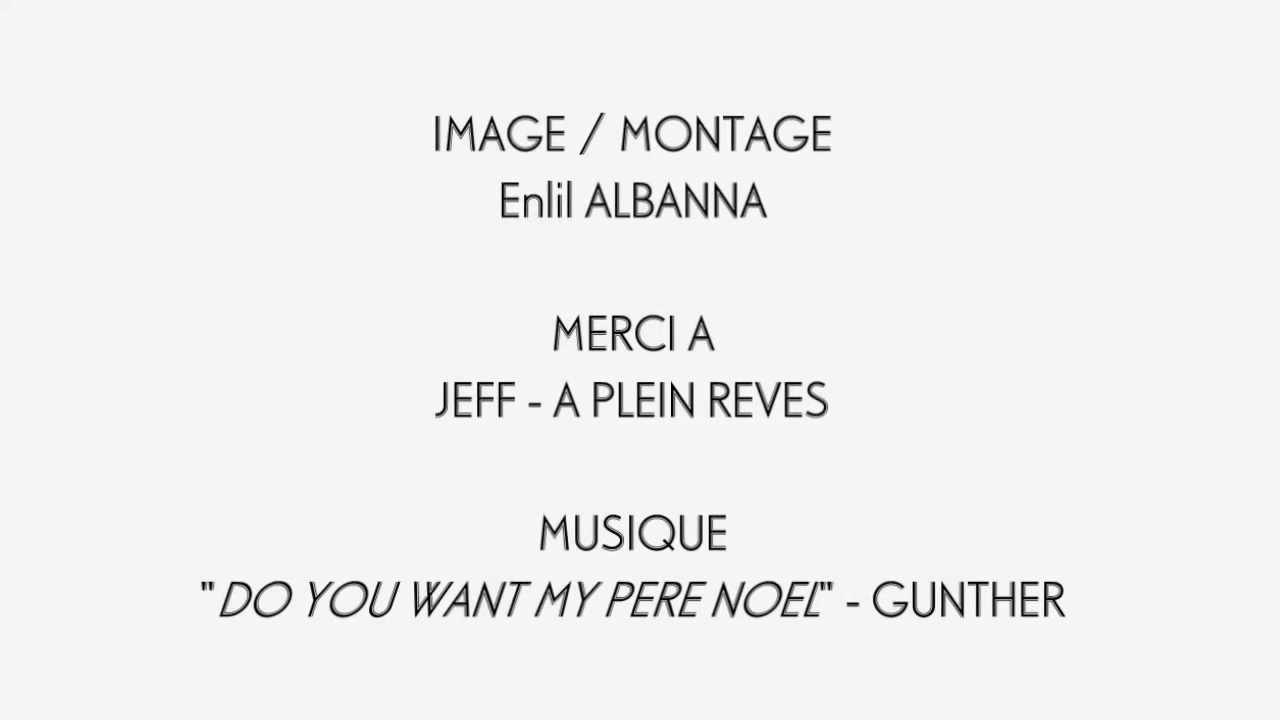 IMAGE / MONTAGE
Enlil ALBANNA
MERCI A
JEFF - A PLEIN REVES
MUSIQUE
"DO YOU WANT MY PERE NOEL" - GUNTHER